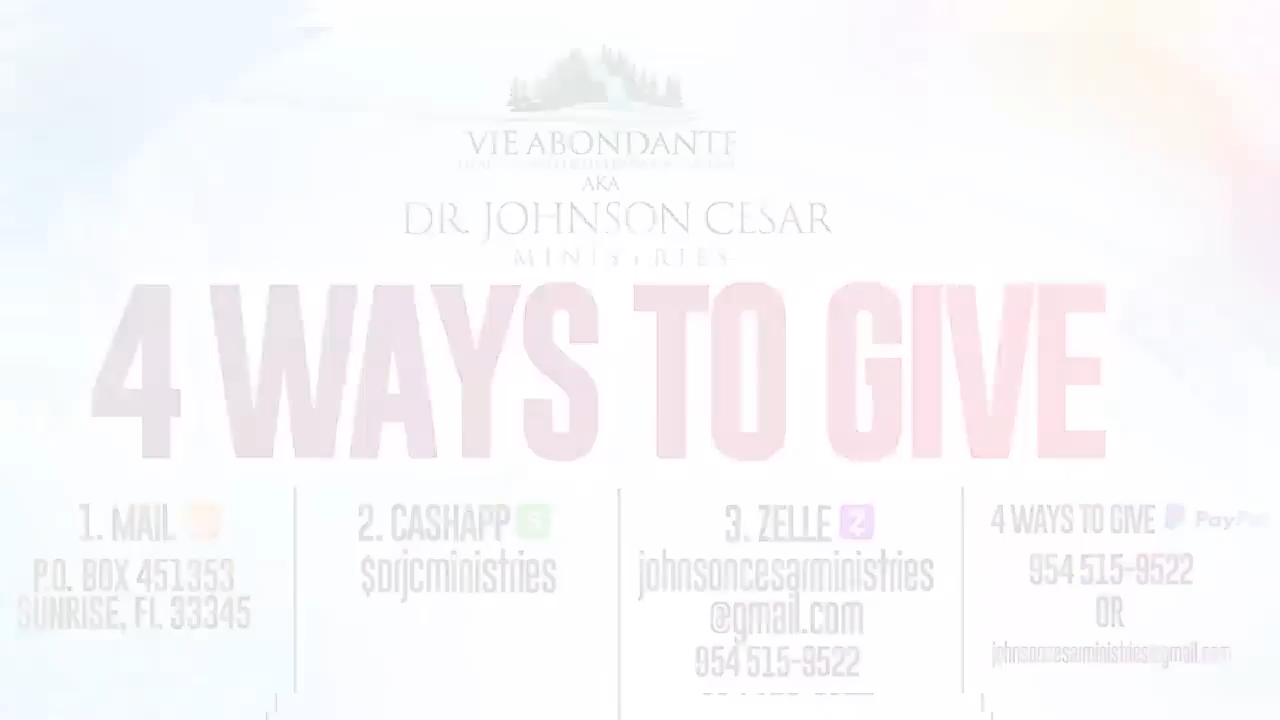 VIE ABONDANTE
AKA
DR. JOHNSON CESAR
MINISTRIES
4 WAYS TO GIVE
1. MAIL
P.O. BOX 451353
SUNRISE, FL 33345
2. CASHAPP
$drjcministries
3. ZELLE
johnsoncesarministries
@gmail.com
954 515-9522
4 WAYS TO GIVE PayPal
954 515-9522
OR
johnsoncesarministries@gmail.com